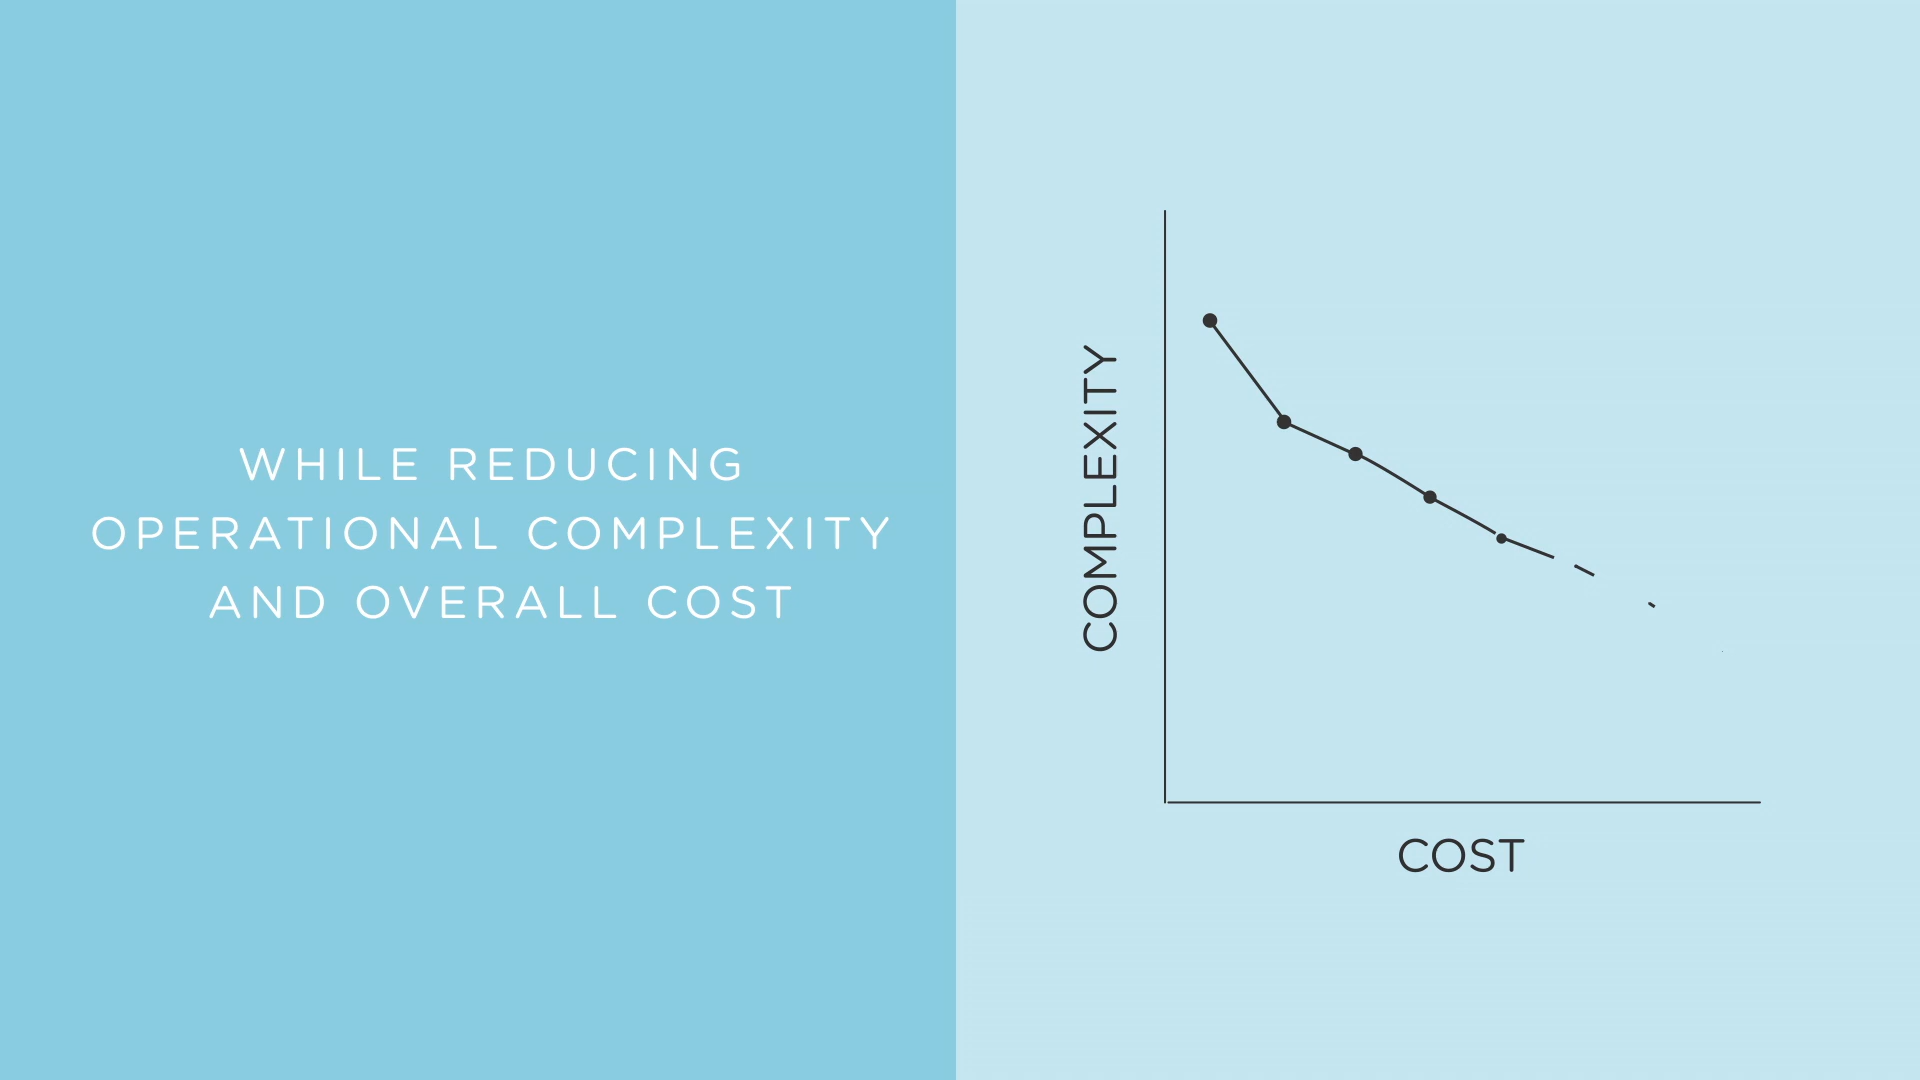 WHILE REDUCING
OPERATIONAL COMPLEXITY
AND OVERALL COST
COMPLEXITY
COST